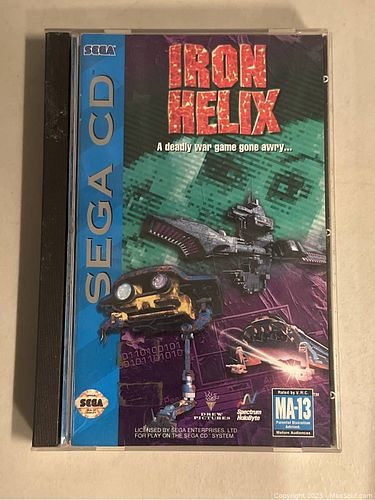 SEGA
SEGA CD
IRON
HELIX
A deadly war game gone awry...
0110100101
101010101
DREW
PICTURES
Spectrum
HoloByte
Rated by V.R.C.
MA-13
Parental Discretion
Advised
Mature Audiences
SEGA
LICENSED BY SEGA ENTERPRISES, LTD.
FOR PLAY ON THE SEGA CD SYSTEM.
Copyright 2023 - MaxSold.com